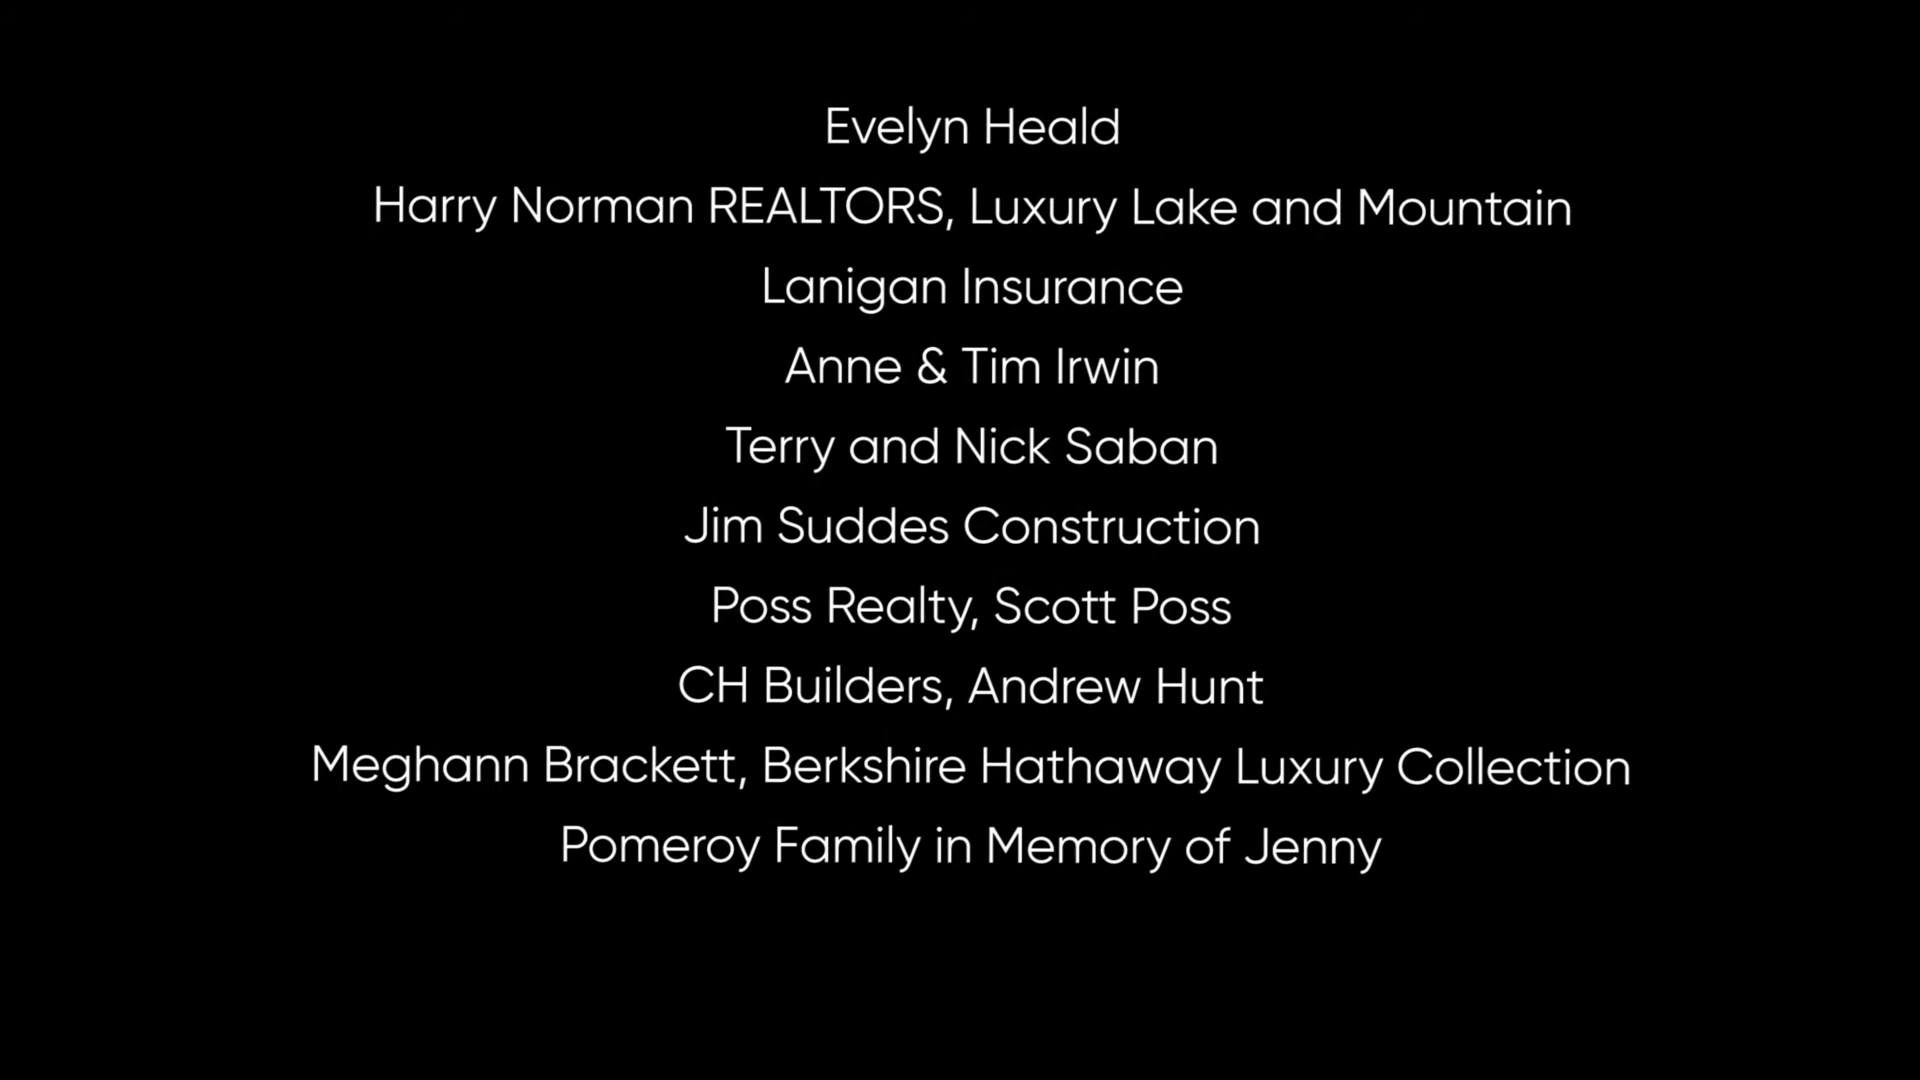 Evelyn Heald
Harry Norman REALTORS, Luxury Lake and Mountain
Lanigan Insurance
Anne & Tim Irwin
Terry and Nick Saban
Jim Suddes Construction
Poss Realty, Scott Poss
CH Builders, Andrew Hunt
Meghann Brackett, Berkshire Hathaway Luxury Collection
Pomeroy Family in Memory of Jenny